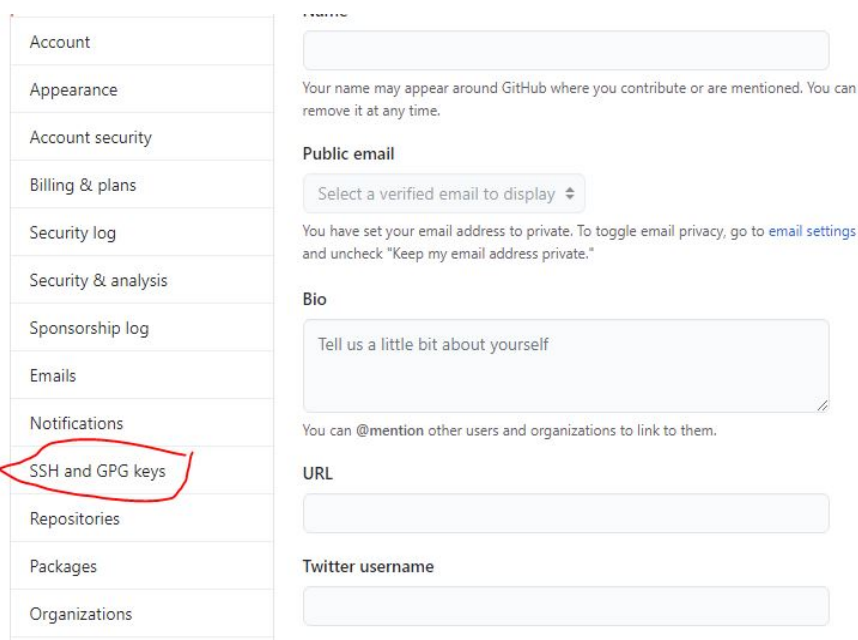 Account
Appearance
Account security
Billing & plans
Security log
Security & analysis
Sponsorship log
Emails
Notifications
SSH and GPG keys
Repositories
Packages
Organizations
Name
Your name may appear around GitHub where you contribute or are mentioned. You can
remove it at any time.
Public email
Select a verified email to display
You have set your email address to private. To toggle email privacy, go to email settings
and uncheck "Keep my email address private."
Bio
Tell us a little bit about yourself
You can @mention other users and organizations to link to them.
URL
Twitter username